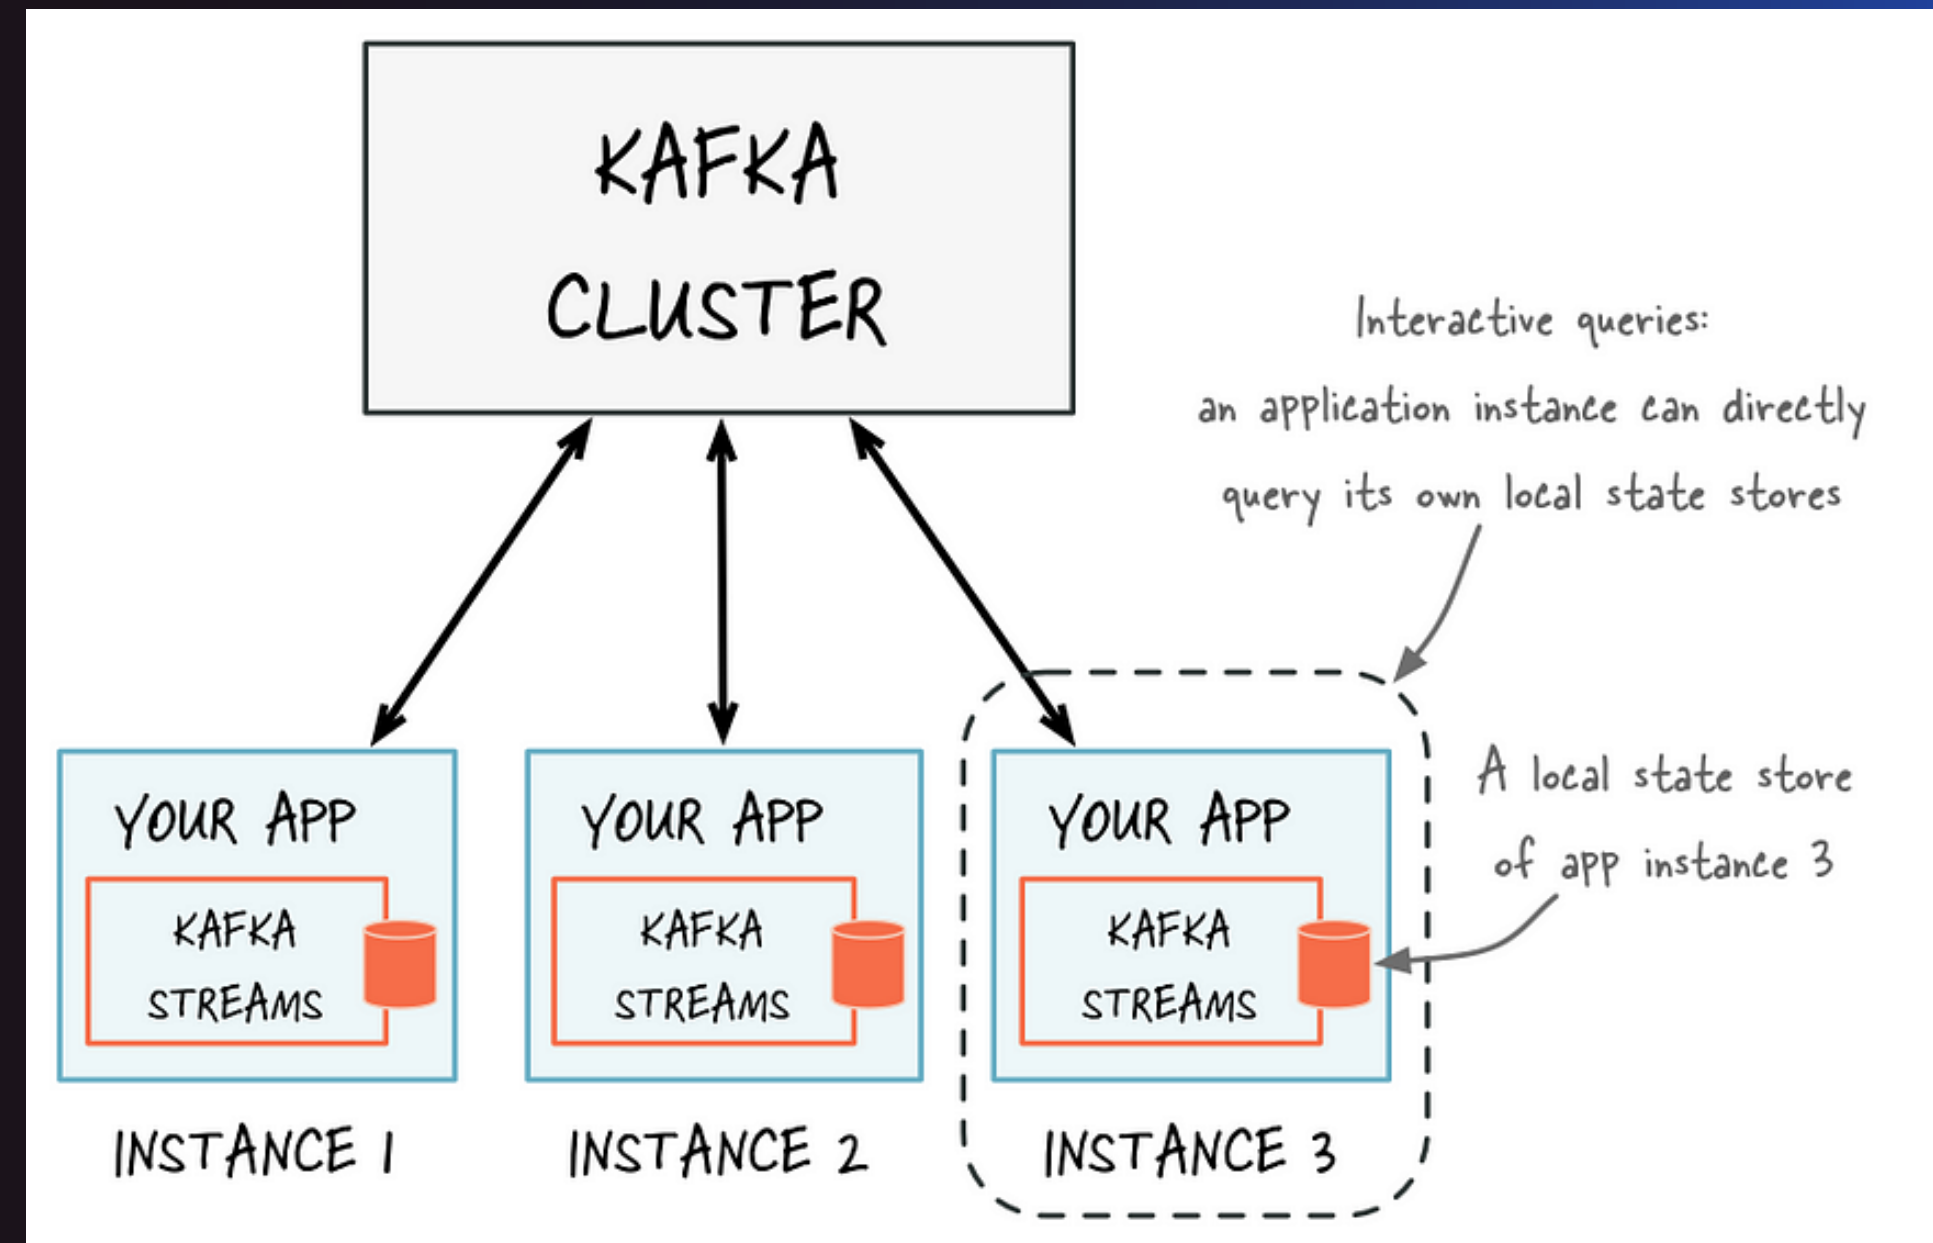 KAFKA
CLUSTER
Interactive queries:
an application instance can directly
query its own local state stores
YOUR APP
KAFKA
STREAMS
INSTANCE 1
YOUR APP
KAFKA
STREAMS
INSTANCE 2
YOUR APP
KAFKA
STREAMS
INSTANCE 3
A local state store
of app instance 3